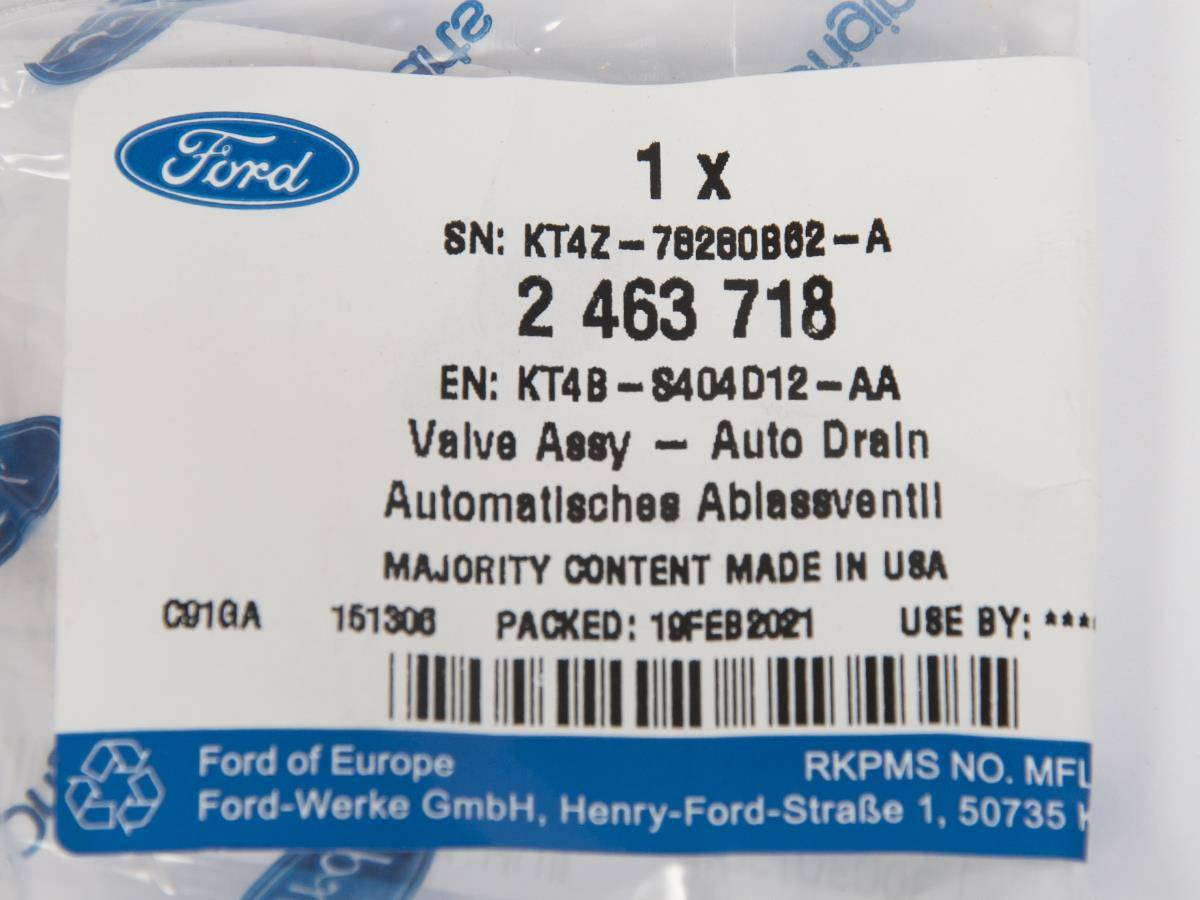 Ford
1 x
SN: KT4Z-78280B62-A
2 463 718
EN: KT4B-S404D12-AA
Valve Assy - Auto Drain
Automatisches Ablassventil
MAJORITY CONTENT MADE IN USA
C91GA 151306 PACKED: 19FEB2021 USE BY: ***
Ford of Europe RKPMS NO. MFL
Ford-Werke GmbH, Henry-Ford-Straße 1, 50735 K